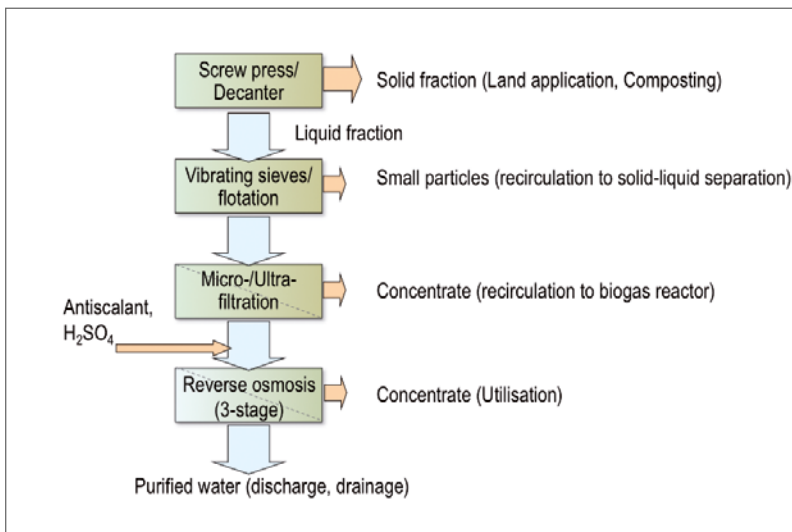 Screw press/
Decanter
Solid fraction (Land application, Composting)
Liquid fraction
Vibrating sieves/
flotation
Small particles (recirculation to solid-liquid separation)
Micro-/Ultra-
filtration
Concentrate (recirculation to biogas reactor)
Antiscalant,
H₂SO₄
Reverse osmosis
(3-stage)
Concentrate (Utilisation)
Purified water (discharge, drainage)